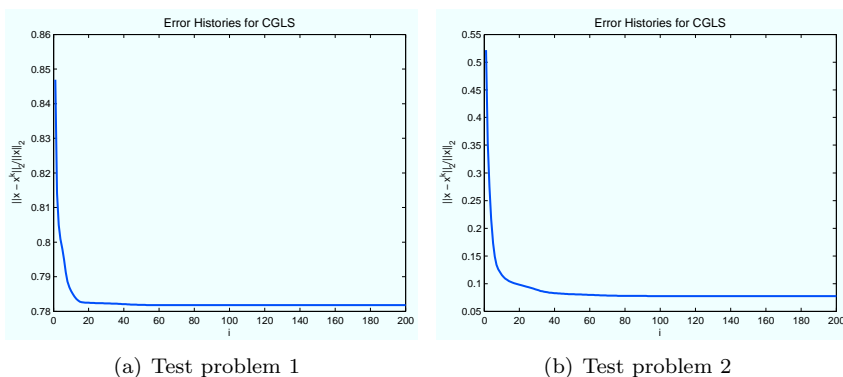 Error Histories for CGLS
0.86
0.85
0.84
0.83
0.82
0.81
0.8
0.79
0.78
||x − x^k||_2/||x||_2
0 20 40 60 80 100 120 140 160 180 200
i
(a) Test problem 1
Error Histories for CGLS
0.55
0.5
0.45
0.4
0.35
0.3
0.25
0.2
0.15
0.1
0.05
||x − x^k||_2/||x||_2
0 20 40 60 80 100 120 140 160 180 200
i
(b) Test problem 2